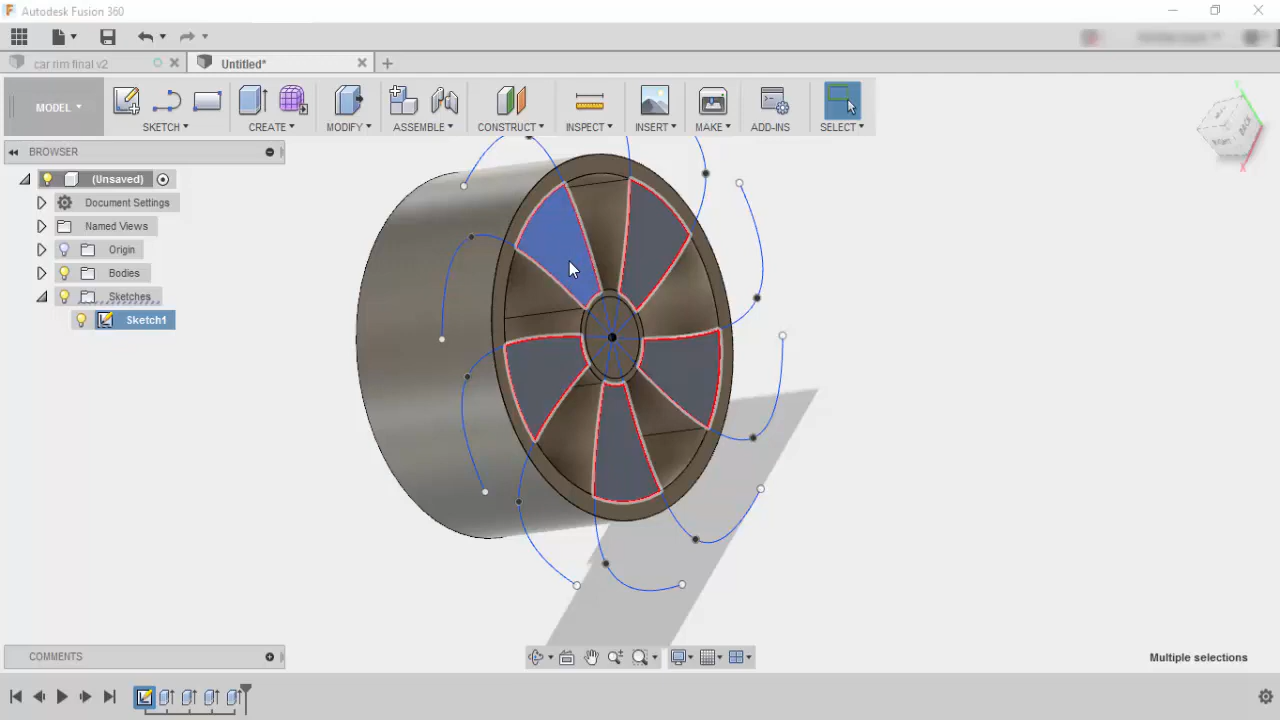 Autodesk Fusion 360
car rim final v2
Untitled*
MODEL
SKETCH
CREATE
MODIFY
ASSEMBLE
CONSTRUCT
INSPECT
INSERT
MAKE
ADD-INS
SELECT
BROWSER
(Unsaved)
Document Settings
Named Views
Origin
Bodies
Sketches
Sketch1
BACK
COMMENTS
Multiple selections